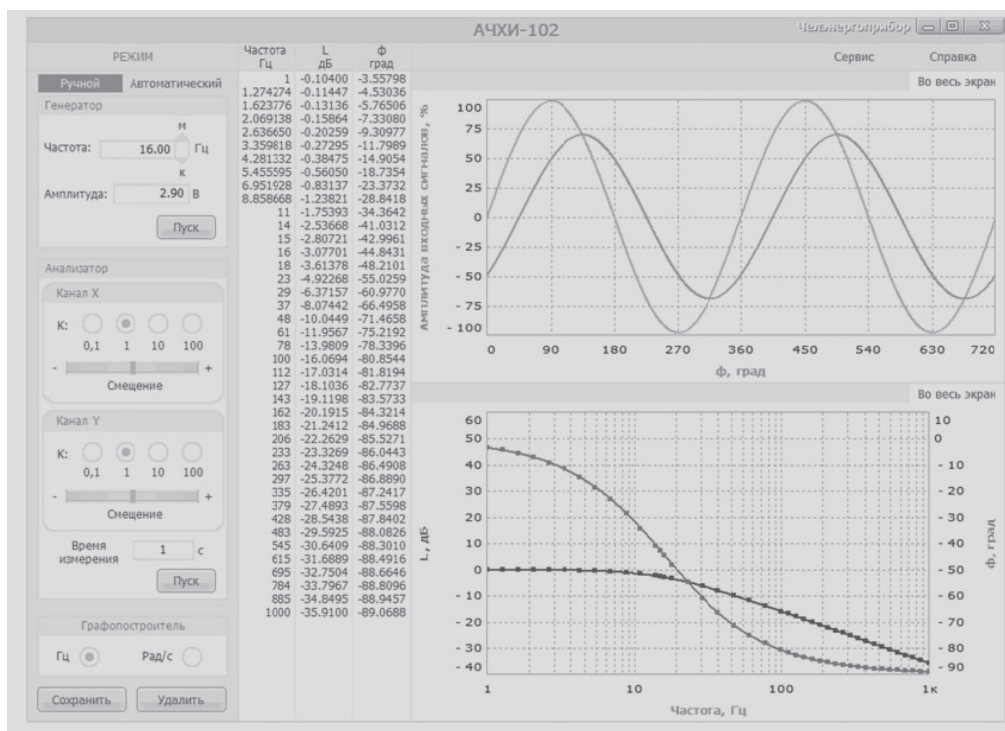 АЧХИ-102
Челэнергоприбор
РЕЖИМ
Ручной Автоматический
Генератор
м
Частота: 16.00 Гц
к
Амплитуда: 2.90 В
Пуск
Анализатор
Канал X
К:
0,1 1 10 100
- +
Смещение
Канал Y
К:
0,1 1 10 100
- +
Смещение
Время измерения 1 с
Пуск
Графопостроитель
Гц Рад/с
Сохранить Удалить
Частота L ф
Гц дБ град
1 -0.10400 -3.55798
1.274274 -0.11447 -4.53036
1.623776 -0.13136 -5.76506
2.069138 -0.15864 -7.33080
2.636650 -0.20259 -9.30977
3.359818 -0.27295 -11.7989
4.281332 -0.38475 -14.9054
5.455595 -0.56050 -18.7354
6.951928 -0.83137 -23.3732
8.858668 -1.23821 -28.8418
11 -1.75393 -34.3642
14 -2.53668 -41.0312
15 -2.80721 -42.9961
16 -3.07701 -44.8431
18 -3.61378 -48.2101
23 -4.92268 -55.0259
29 -6.37157 -60.9770
37 -8.07442 -66.4958
48 -10.0449 -71.4658
61 -11.9567 -75.2192
78 -13.9809 -78.3396
100 -16.0694 -80.8544
112 -17.0314 -81.8194
127 -18.1036 -82.7737
143 -19.1198 -83.5733
162 -20.1915 -84.3214
183 -21.2412 -84.9688
206 -22.2629 -85.5271
233 -23.3269 -86.0443
263 -24.3248 -86.4908
297 -25.3772 -86.8890
335 -26.4201 -87.2417
379 -27.4893 -87.5598
428 -28.5438 -87.8402
483 -29.5925 -88.0826
545 -30.6409 -88.3010
615 -31.6889 -88.4916
695 -32.7504 -88.6646
784 -33.7967 -88.8096
885 -34.8495 -88.9457
1000 -35.9100 -89.0688
Сервис Справка
Во весь экран
Амплитуда входных сигналов, %
100
75
50
25
0
- 25
- 50
- 75
- 100
0 90 180 270 360 450 540 630 720
ф, град
Во весь экран
L, дБ
60
50
40
30
20
10
0
- 10
- 20
- 30
- 40
10
0
- 10
- 20
- 30
- 40
- 50
- 60
- 70
- 80
- 90
ф, град
1 10 100 1к
Частота, Гц